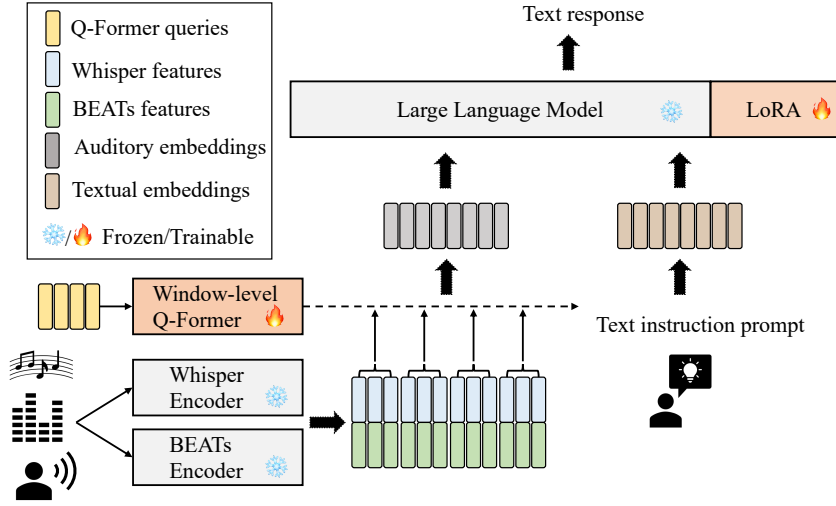 Q-Former queries
Whisper features
BEATs features
Auditory embeddings
Textual embeddings
/ Frozen/Trainable
Text response
Large Language Model
LoRA
Window-level
Q-Former
Text instruction prompt
Whisper
Encoder
BEATs
Encoder